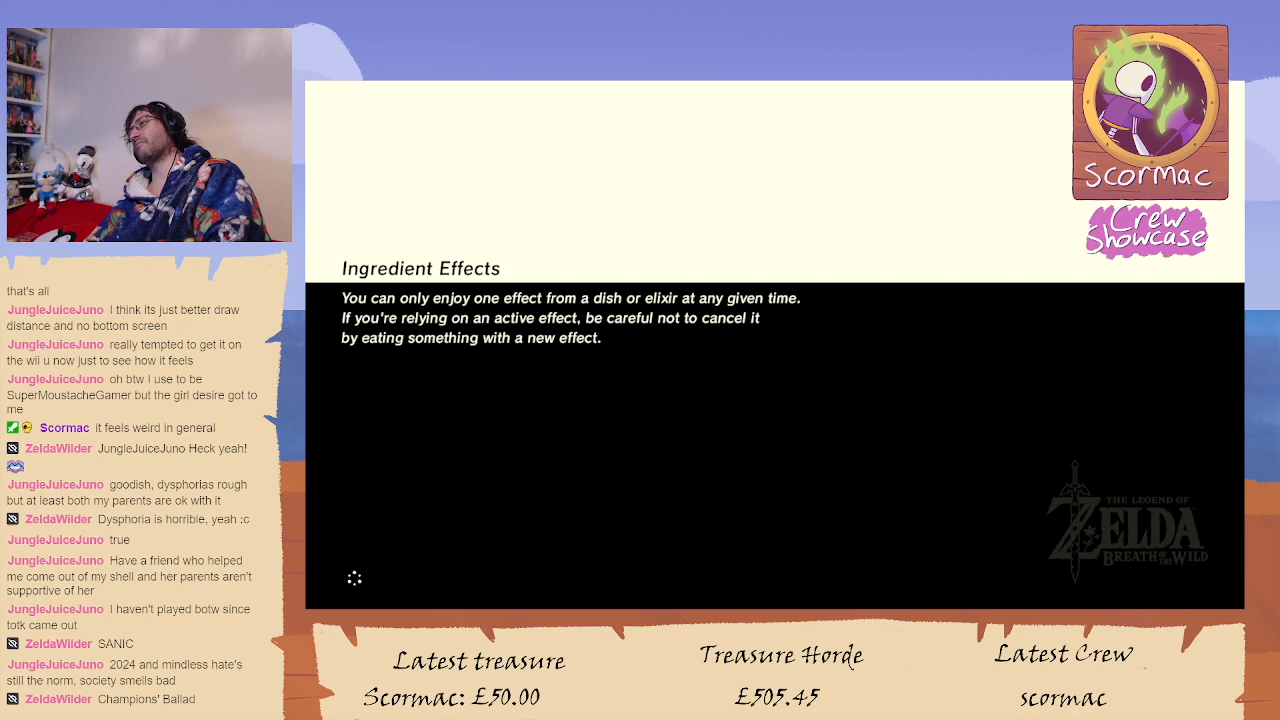 Scormac
Crew
Showcase
Ingredient Effects
You can only enjoy one effect from a dish or elixir at any given time.
If you're relying on an active effect, be careful not to cancel it
by eating something with a new effect.
THE LEGEND OF
ZELDA
BREATH OF THE WILD
that's all
JungleJuiceJuno I think its just better draw
distance and no bottom screen
JungleJuiceJuno really tempted to get it on
the wii u now just to see how it feels
JungleJuiceJuno oh btw I use to be
SuperMoustacheGamer but the girl desire got to
me
Scormac it feels weird in general
ZeldaWilder JungleJuiceJuno Heck yeah!
JungleJuiceJuno goodish, dysphorias rough
but at least both my parents are ok with it
ZeldaWilder Dysphoria is horrible, yeah :c
JungleJuiceJuno true
JungleJuiceJuno Have a friend who helped
me come out of my shell and her parents aren't
supportive of her
JungleJuiceJuno I haven't played botw since
totk came out
ZeldaWilder SANIC
JungleJuiceJuno 2024 and mindless hate's
still the norm, society smells bad
ZeldaWilder Champions' Ballad
Latest treasure
Scormac: £50.00
Treasure Horde
£505.45
Latest Crew
scormac